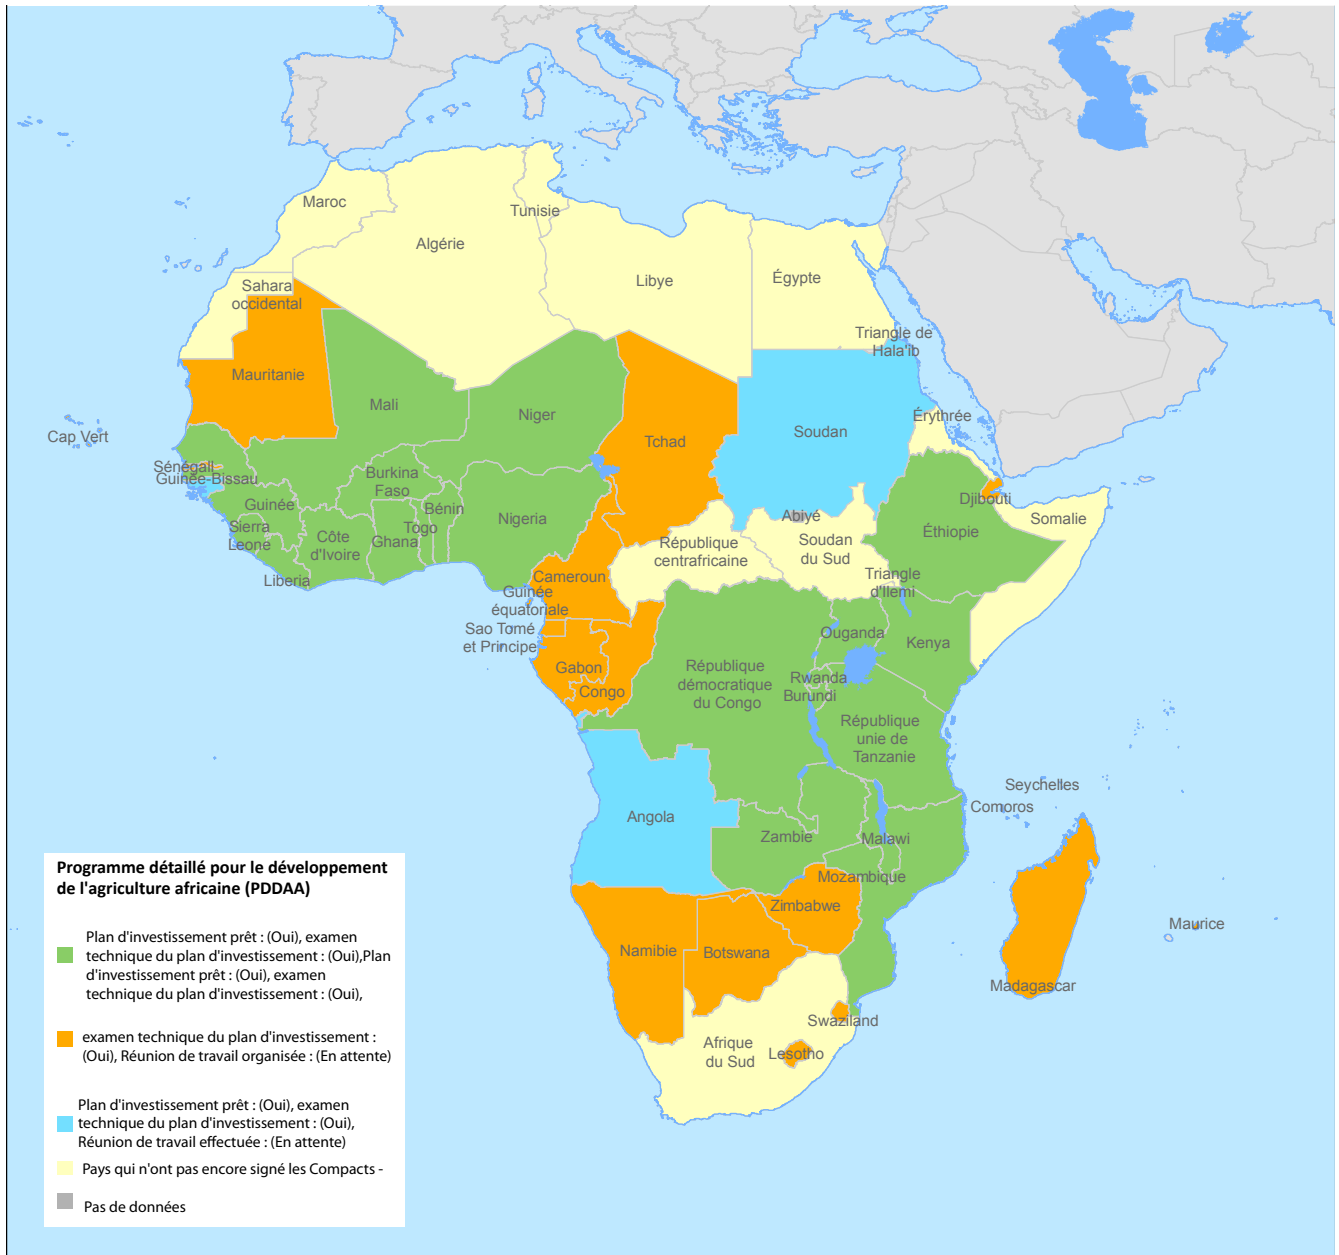 Maroc
Tunisie
Algérie
Libye
Égypte
Sahara
occidental
Triangle de
Hala'ib
Mauritanie
Mali
Niger
Tchad
Soudan
Érythrée
Cap Vert
Sénégall
Guinée-Bissau
Burkina
Faso
Guinée
Bénin
Nigeria
Djibouti
Abiyé
Somalie
Sierra
Leone
Côte
d'Ivoire
Togo
Ghana
République
centrafricaine
Soudan
du Sud
Éthiopie
Liberia
Cameroun
Triangle
d'Ilemi
Guinée
équatoriale
Sao Tomé
et Principe
Ouganda
Kenya
Gabon
Congo
République
démocratique
du Congo
Rwanda
Burundi
République
unie de
Tanzanie
Seychelles
Comoros
Angola
Zambie
Malawi
Mozambique
Zimbabwe
Namibie
Botswana
Maurice
Madagascar
Swaziland
Afrique
du Sud
Lesotho
Programme détaillé pour le développement
de l'agriculture africaine (PDDAA)
Plan d'investissement prêt : (Oui), examen
technique du plan d'investissement : (Oui),Plan
d'investissement prêt : (Oui), examen
technique du plan d'investissement : (Oui),
examen technique du plan d'investissement :
(Oui), Réunion de travail organisée : (En attente)
Plan d'investissement prêt : (Oui), examen
technique du plan d'investissement : (Oui),
Réunion de travail effectuée : (En attente)
Pays qui n'ont pas encore signé les Compacts -
Pas de données